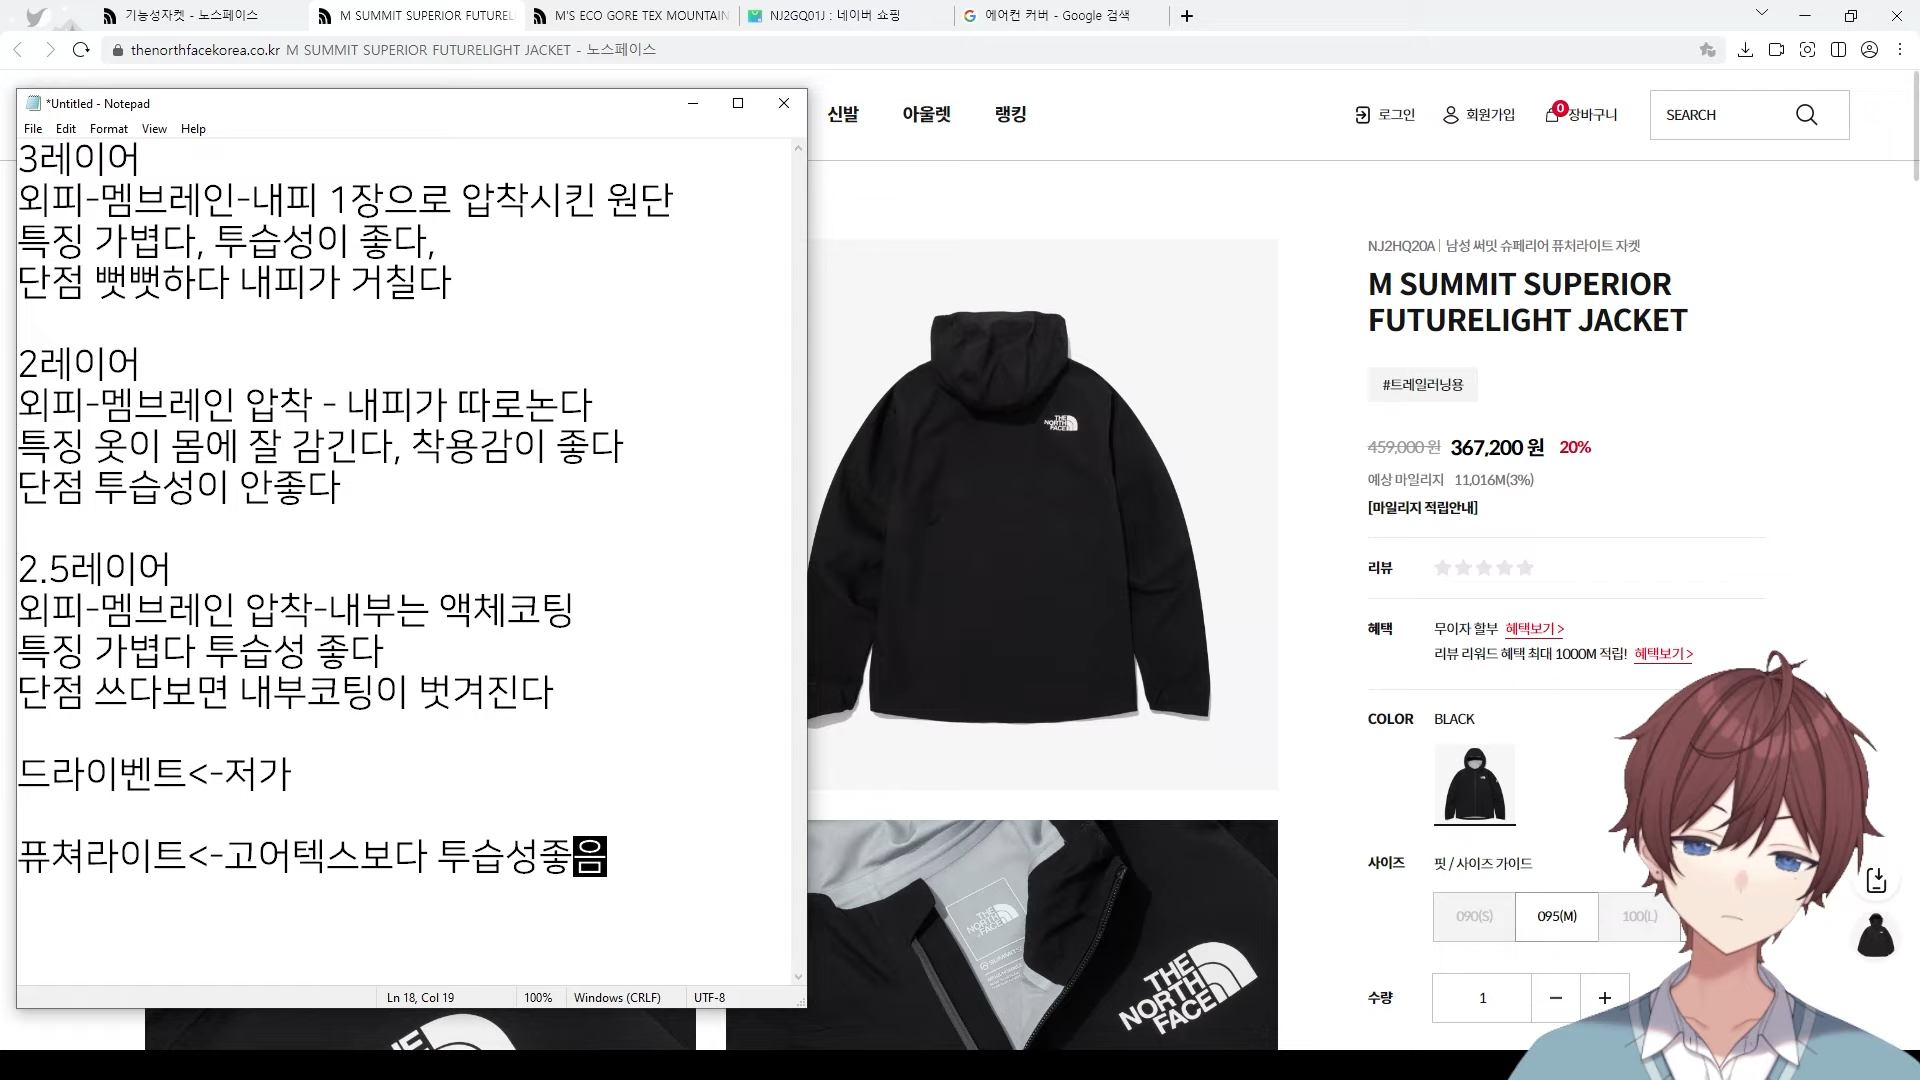 기능성자켓 - 노스페이스
M SUMMIT SUPERIOR FUTUREL
M'S ECO GORE TEX MOUNTAIN
NJ2GQ01J : 네이버 쇼핑
에어컨 커버 - Google 검색
thenorthfacekorea.co.kr M SUMMIT SUPERIOR FUTURELIGHT JACKET - 노스페이스
*Untitled - Notepad
File Edit Format View Help
3레이어
외피-멤브레인-내피 1장으로 압착시킨 원단
특징 가볍다, 투습성이 좋다,
단점 뻣뻣하다 내피가 거칠다
2레이어
외피-멤브레인 압착 - 내피가 따로논다
특징 옷이 몸에 잘 감긴다, 착용감이 좋다
단점 투습성이 안좋다
2.5레이어
외피-멤브레인 압착-내부는 액체코팅
특징 가볍다 투습성 좋다
단점 쓰다보면 내부코팅이 벗겨진다
드라이벤트<-저가
퓨쳐라이트<-고어텍스보다 투습성좋음
Ln 18, Col 19 100% Windows (CRLF) UTF-8
신발 아울렛 랭킹
로그인 회원가입 0 장바구니 SEARCH
THE NORTH FACE
THE NORTH FACE
THE NORTH FACE
NJ2HQ20A | 남성 써밋 슈페리어 퓨처라이트 자켓
M SUMMIT SUPERIOR
FUTURELIGHT JACKET
#트레일러닝용
459,000 원 367,200 원 20%
예상 마일리지 11,016M(3%)
[마일리지 적립안내]
리뷰
혜택 무이자 할부 혜택보기 >
리뷰 리워드 혜택 최대 1000M 적립! 혜택보기 >
COLOR BLACK
사이즈 핏 / 사이즈 가이드
090(S) 095(M) 100(L)
수량 1 - +